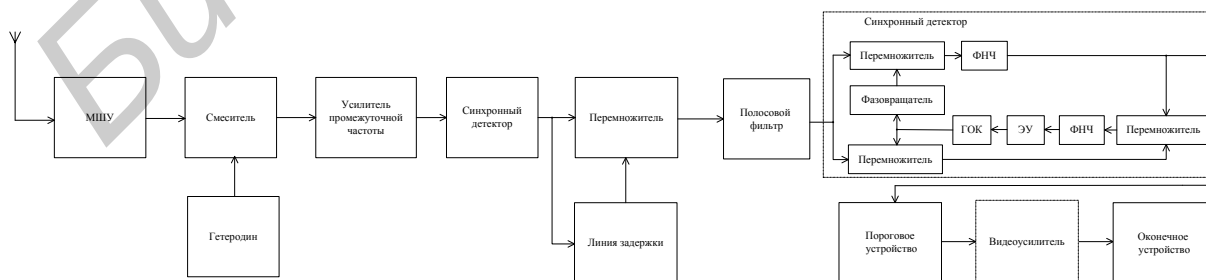 Би
Синхронный детектор
Перемножитель
ФНЧ
МШУ
Смеситель
Усилитель
промежуточной
частоты
Синхронный
детектор
Перемножитель
Полосовой
фильтр
Фазовращатель
ГОК
ЭУ
ФНЧ
Перемножитель
Перемножитель
Гетеродин
Линия задержки
Пороговое
устройство
Видеоусилитель
Оконечное
устройство